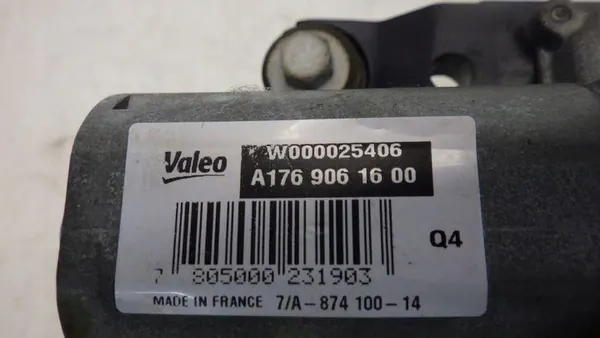 Valeo
W000025406
A176 906 16 00
Q4
7 805000 231903
MADE IN FRANCE 7/A-874 100-14